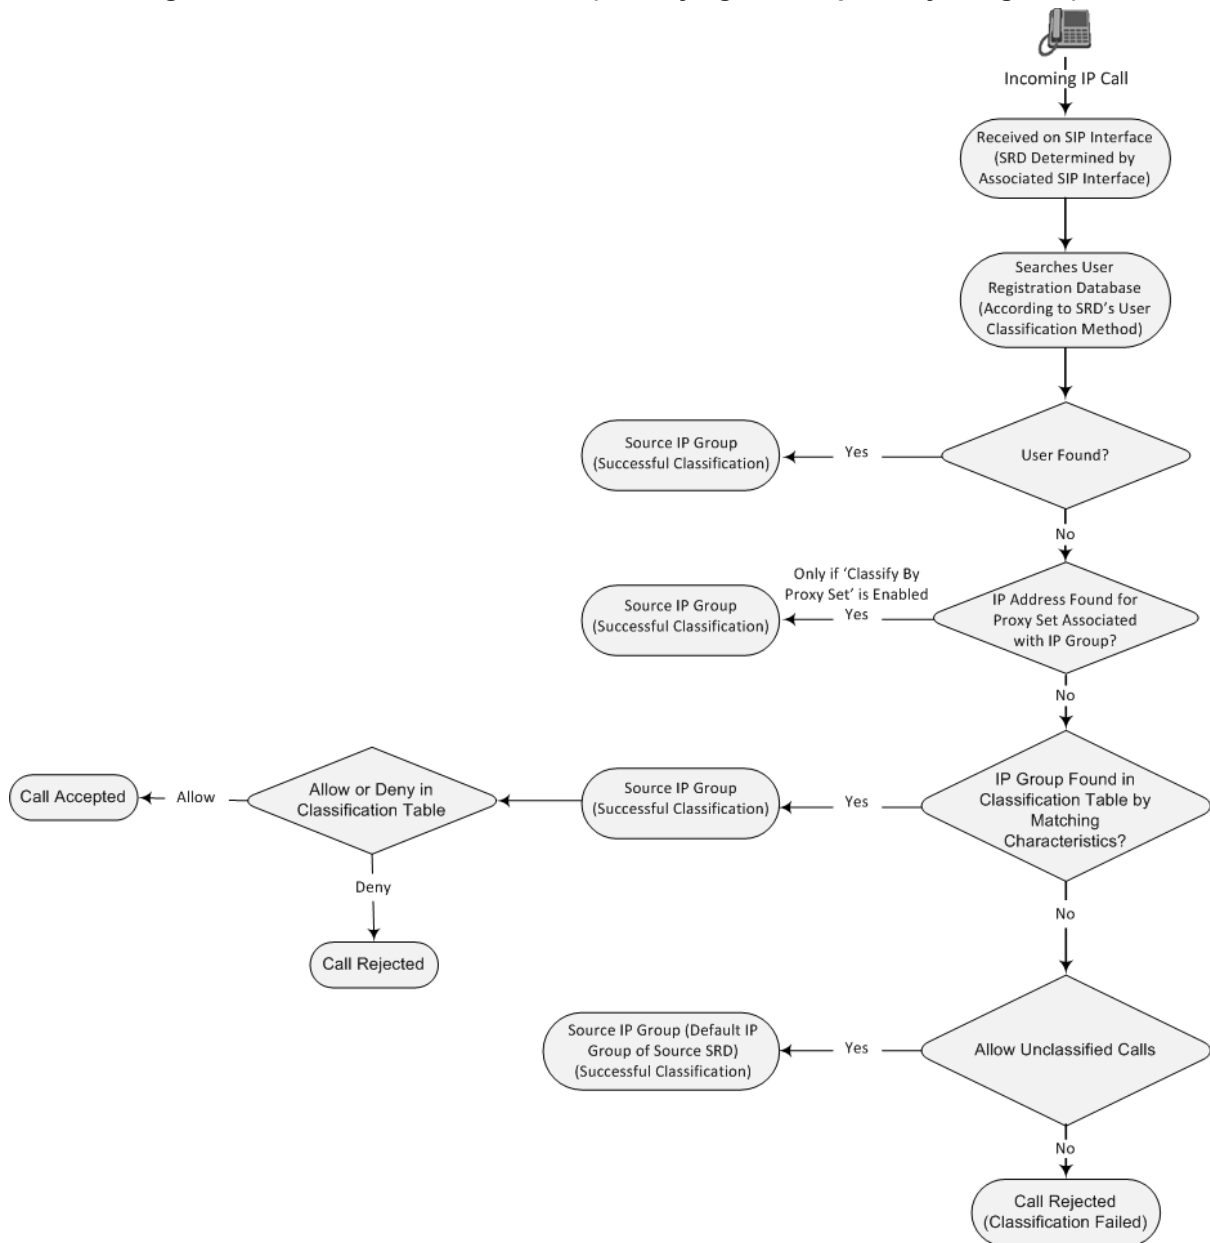 Incoming IP Call
Received on SIP Interface
(SRD Determined by
Associated SIP Interface)
Searches User
Registration Database
(According to SRD's User
Classification Method)
Source IP Group
(Successful Classification)
Yes
User Found?
No
Only if 'Classify By
Proxy Set' is Enabled
Source IP Group
(Successful Classification)
Yes
IP Address Found for
Proxy Set Associated
with IP Group?
No
Call Accepted
Allow
Allow or Deny in
Classification Table
Source IP Group
(Successful Classification)
Yes
IP Group Found in
Classification Table by
Matching
Characteristics?
Deny
No
Call Rejected
Source IP Group (Default IP
Group of Source SRD)
(Successful Classification)
Yes
Allow Unclassified Calls
No
Call Rejected
(Classification Failed)